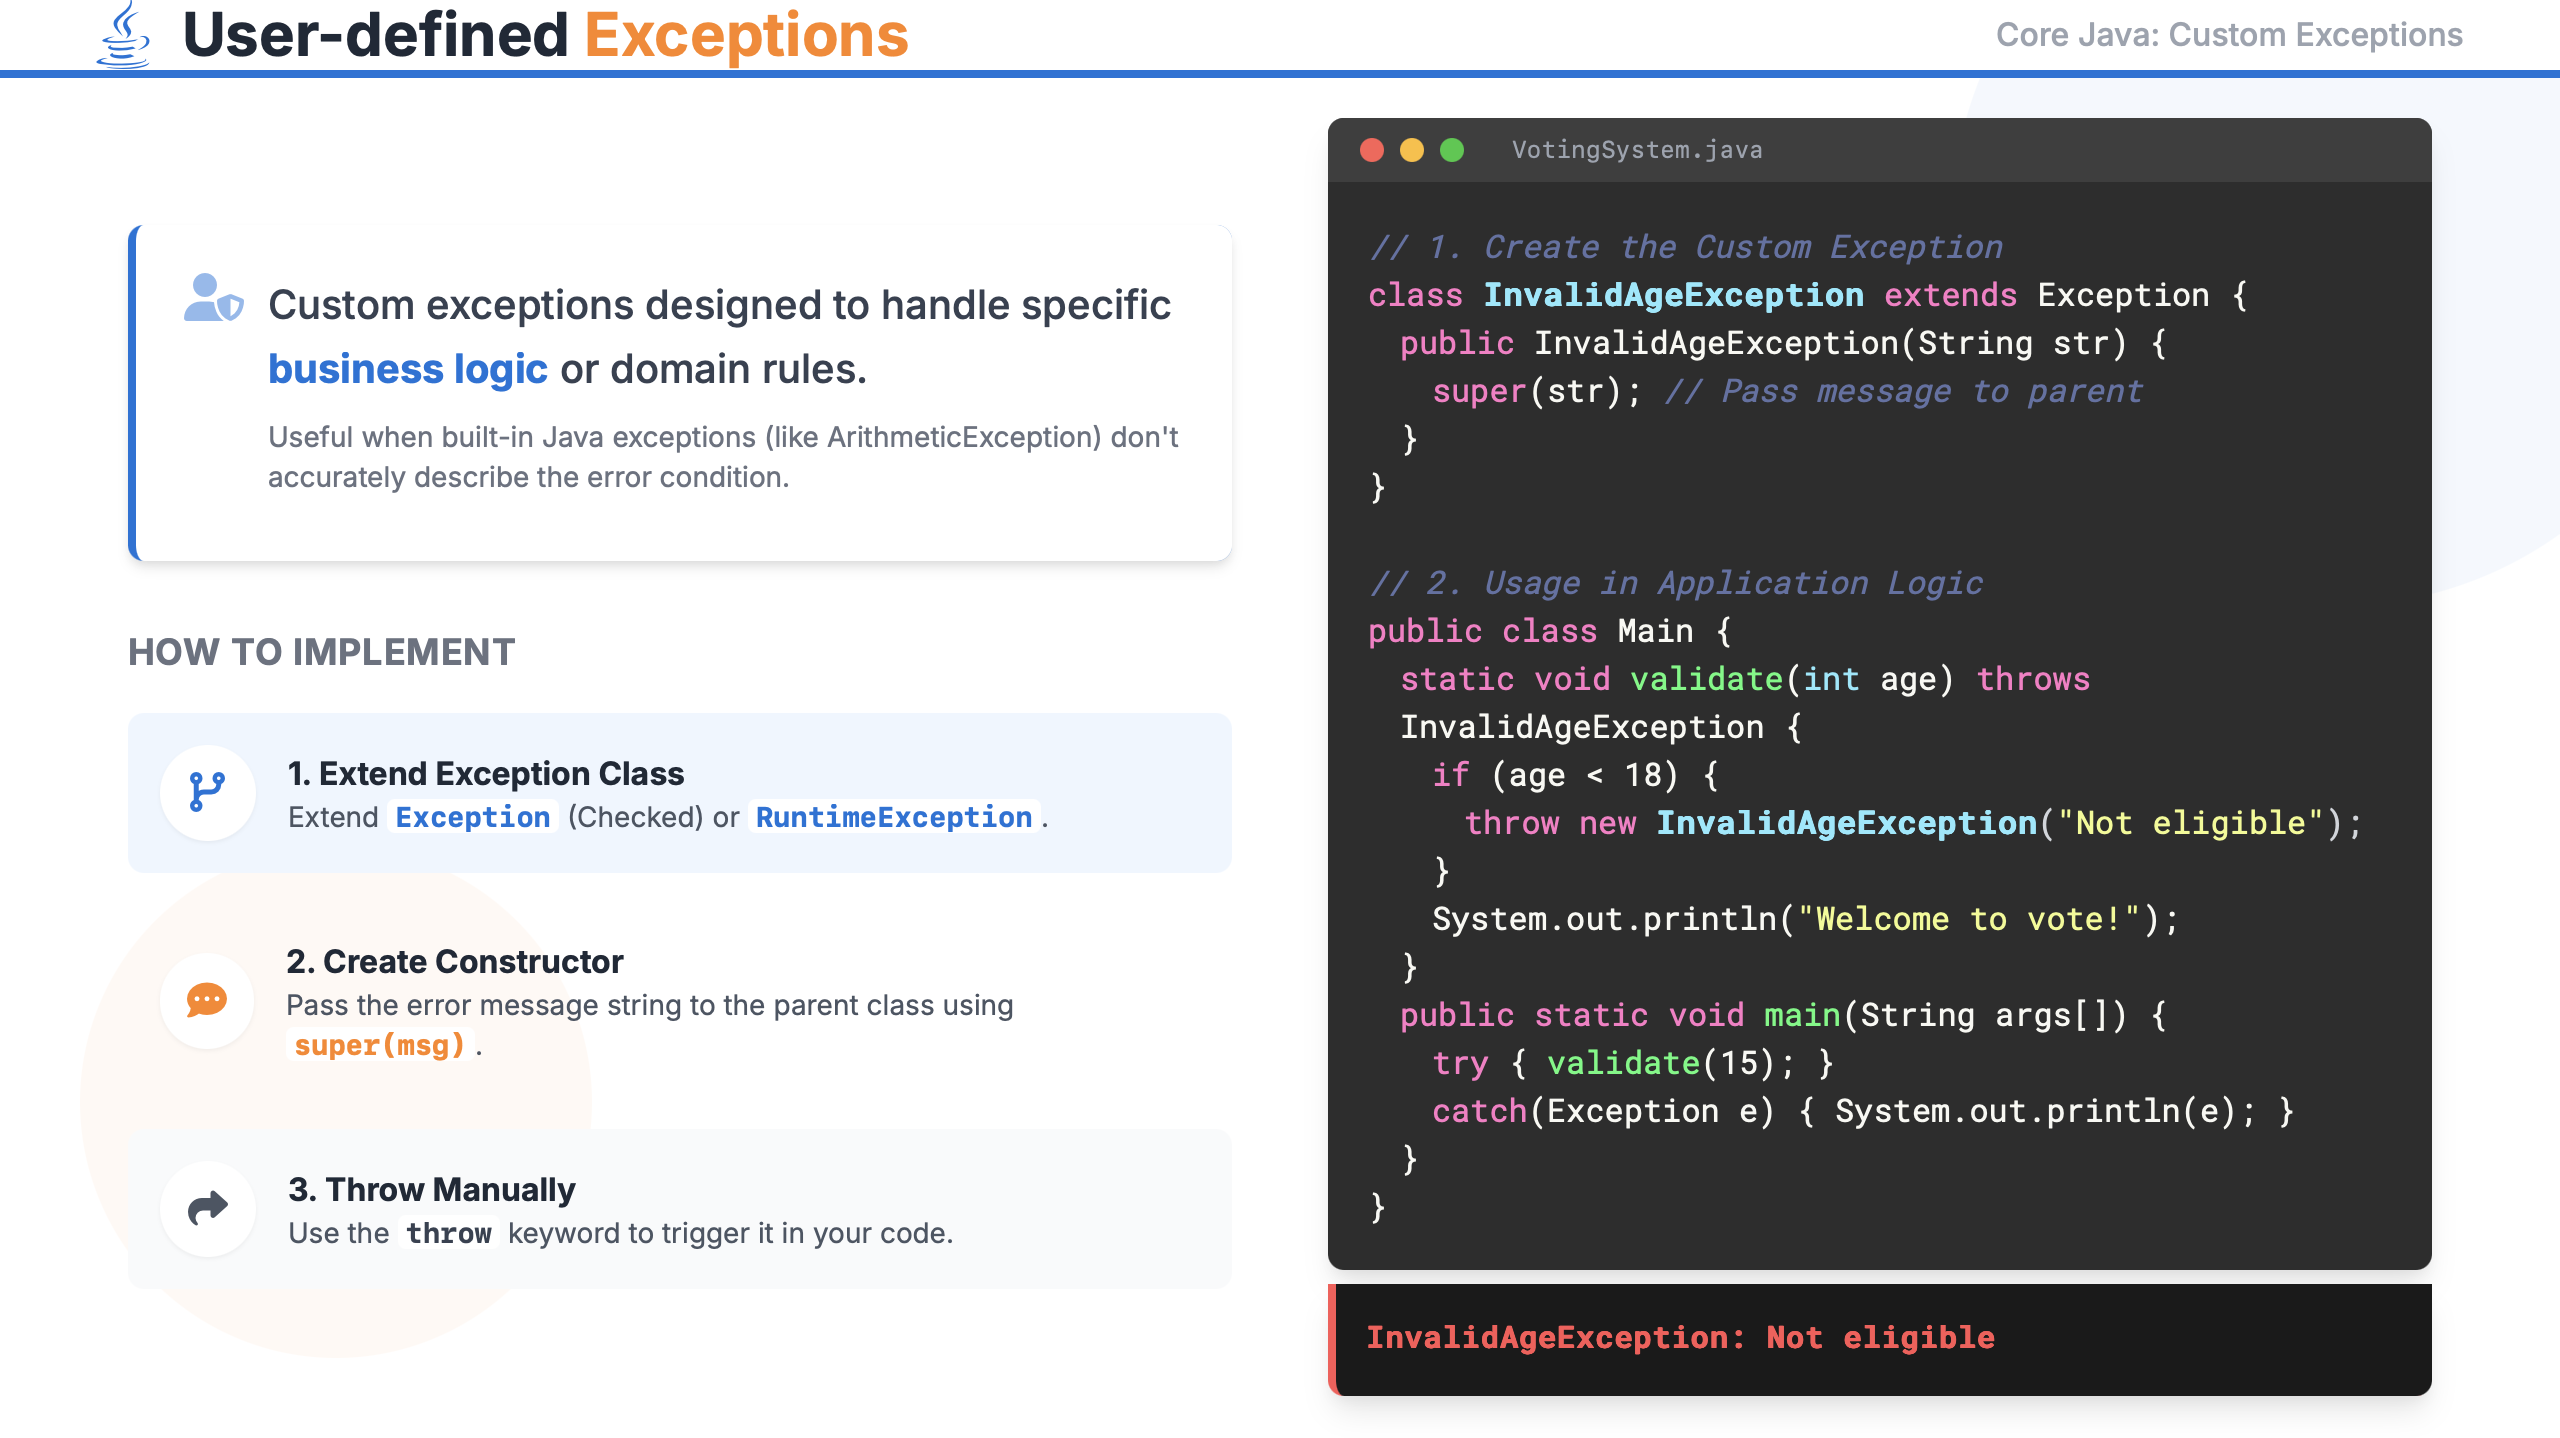 User-defined Exceptions
Core Java: Custom Exceptions
Custom exceptions designed to handle specific
business logic or domain rules.
Useful when built-in Java exceptions (like ArithmeticException) don't
accurately describe the error condition.
HOW TO IMPLEMENT
1. Extend Exception Class
Extend Exception (Checked) or RuntimeException.
2. Create Constructor
Pass the error message string to the parent class using
super(msg).
3. Throw Manually
Use the throw keyword to trigger it in your code.
VotingSystem.java
// 1. Create the Custom Exception
class InvalidAgeException extends Exception {
  public InvalidAgeException(String str) {
    super(str); // Pass message to parent
  }
}
// 2. Usage in Application Logic
public class Main {
  static void validate(int age) throws
  InvalidAgeException {
    if (age < 18) {
      throw new InvalidAgeException("Not eligible");
    }
    System.out.println("Welcome to vote!");
  }
  public static void main(String args[]) {
    try { validate(15); }
    catch(Exception e) { System.out.println(e); }
  }
}
InvalidAgeException: Not eligible